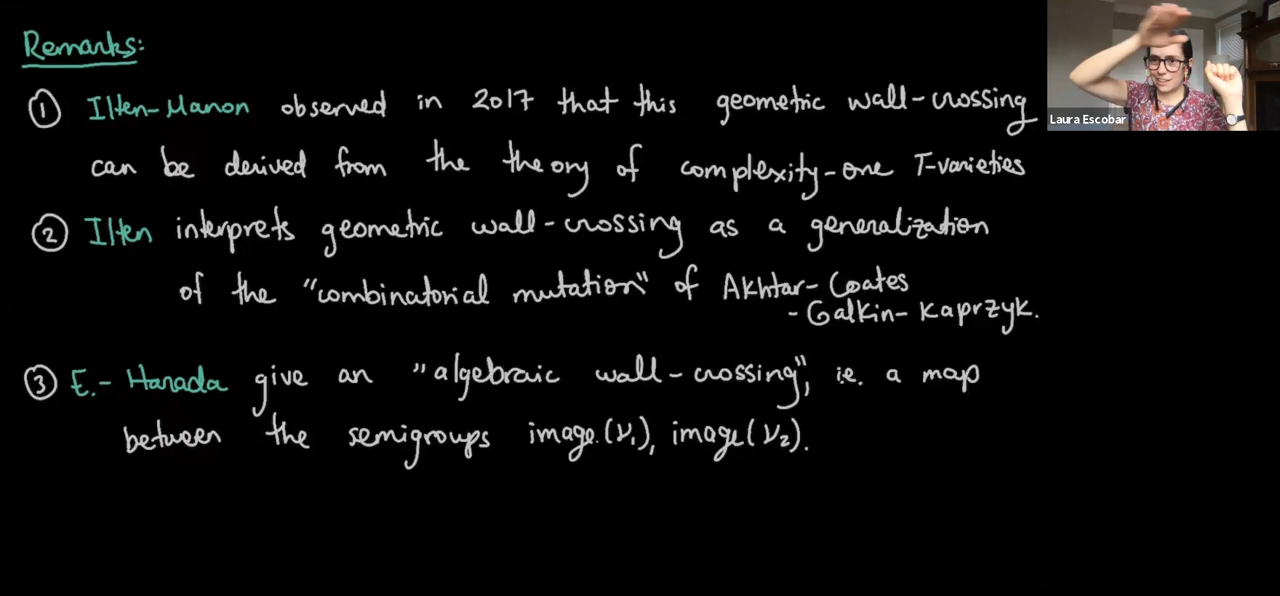 Remarks:
① Ilten-Manon observed in 2017 that this geometric wall-crossing
can be derived from the theory of complexity-one T-varieties
② Ilten interprets geometric wall-crossing as a generalization
of the "combinatorial mutation" of Akhtar-Coates
-Galkin-Kaprzyk.
③ E.-Harada give an "algebraic wall-crossing", i.e. a map
between the semigroups image(ν₁), image(ν₂).
Laura Escobar